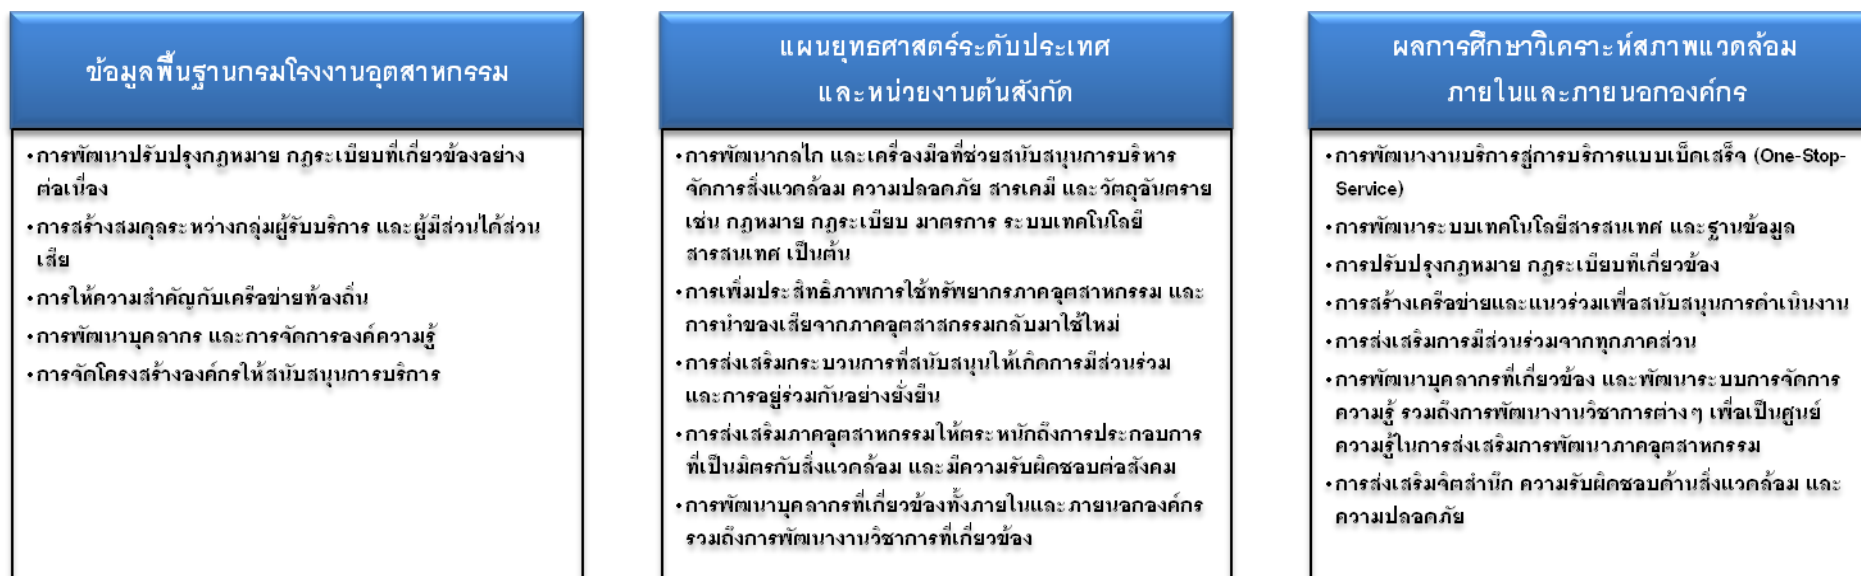 ข้อมูลพื้นฐานกรมโรงงานอุตสาหกรรม
•การพัฒนาปรับปรุงกฎหมาย กฎระเบียบที่เกี่ยวข้องอย่าง
ต่อเนื่อง
•การสร้างสมดุลระหว่างกลุ่มผู้รับบริการ และผู้มีส่วนได้ส่วน
เสีย
•การให้ความสำคัญกับเครือข่ายท้องถิ่น
•การพัฒนาบุคลากร และการจัดการองค์ความรู้
•การจัดโครงสร้างองค์กรให้สนับสนุนการบริการ
แผนยุทธศาสตร์ระดับประเทศ
และหน่วยงานต้นสังกัด
•การพัฒนากลไก และเครื่องมือที่ช่วยสนับสนุนการบริหาร
จัดการสิ่งแวดล้อม ความปลอดภัย สารเคมี และวัตถุอันตราย
เช่น กฎหมาย กฎระเบียบ มาตรการ ระบบเทคโนโลยี
สารสนเทศ เป็นต้น
•การเพิ่มประสิทธิภาพการใช้ทรัพยากรภาคอุตสาหกรรม และ
การนำของเสียจากภาคอุตสาสกรรมกลับมาใช้ใหม่
•การส่งเสริมกระบวนการที่สนับสนุนให้เกิดการมีส่วนร่วม
และการอยู่ร่วมกันอย่างยั่งยืน
•การส่งเสริมภาคอุตสาหกรรมให้ตระหนักถึงการประกอบการ
ที่เป็นมิตรกับสิ่งแวดล้อม และมีความรับผิดชอบต่อสังคม
•การพัฒนาบุคลากรที่เกี่ยวข้องทั้งภายในและภายนอกองค์กร
รวมถึงการพัฒนางานวิชาการที่เกี่ยวข้อง
ผลการศึกษาวิเคราะห์สภาพแวดล้อม
ภายในและภายนอกองค์กร
•การพัฒนางานบริการสู่การบริการแบบเบ็ดเสร็จ (One-Stop-
Service)
•การพัฒนาระบบเทคโนโลยีสารสนเทศ และฐานข้อมูล
•การปรับปรุงกฎหมาย กฎระเบียบทีเกี่ยวข้อง
•การสร้างเครือข่ายและแนวร่วมเพื่อสนับสนุนการดำเนินงาน
•การส่งเสริมการมีส่วนร่วมจากทุกภาคส่วน
•การพัฒนาบุคลากรที่เกี่ยวข้อง และพัฒนาระบบการจัดการ
ความรู้ รวมถึงการพัฒนางานวิชาการต่าง ๆ เพื่อเป็นศูนย์
ความรู้ในการส่งเสริมการพัฒนาภาคอุตสาหกรรม
•การส่งเสริมจิตสำนึก ความรับผิดชอบด้านสิ่งแวดล้อม และ
ความปลอดภัย